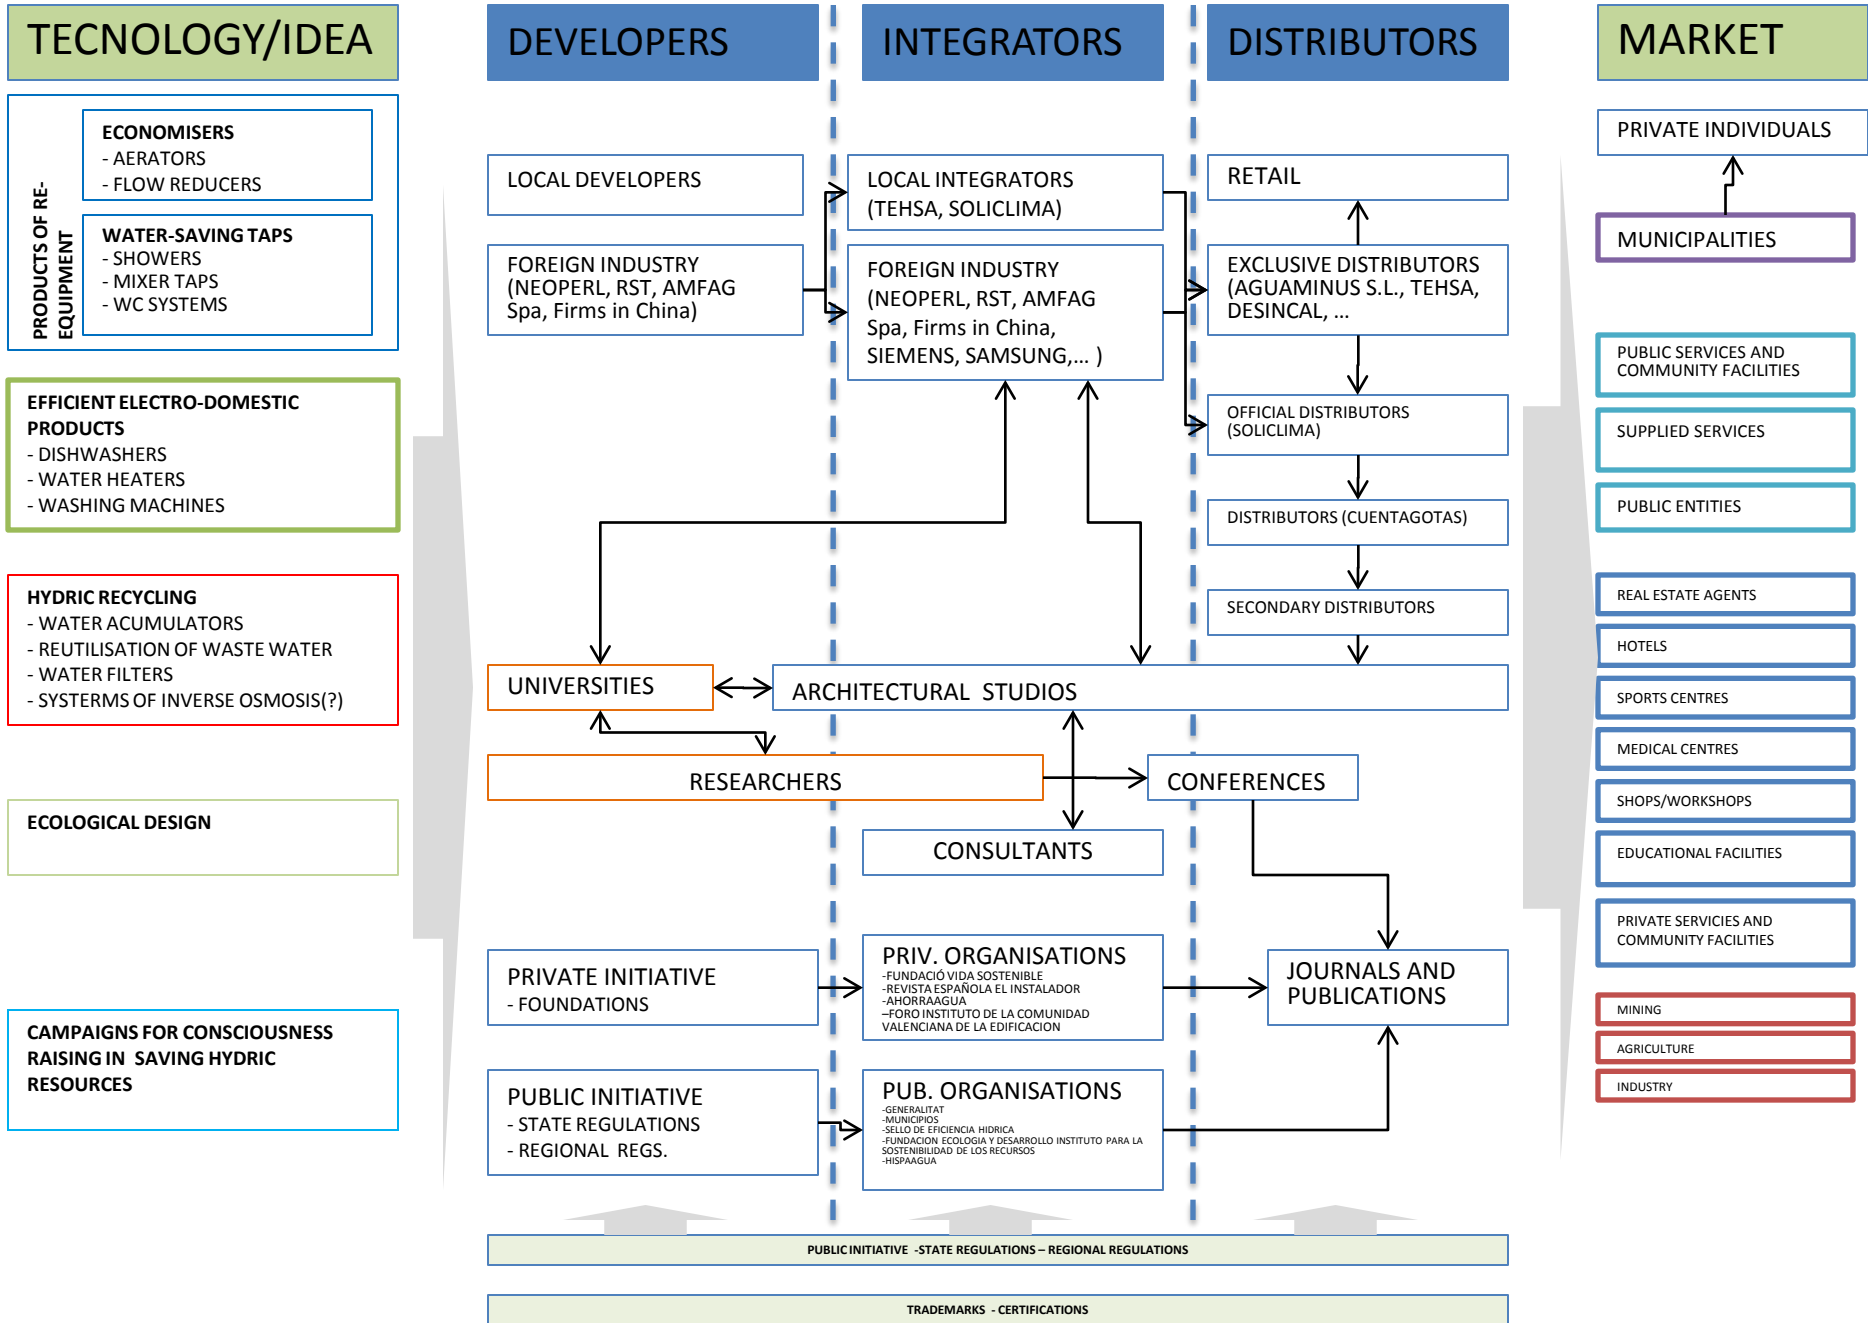 TECNOLOGY/IDEA
PRODUCTS OF RE-
EQUIPMENT
ECONOMISERS
- AERATORS
- FLOW REDUCERS
WATER-SAVING TAPS
- SHOWERS
- MIXER TAPS
- WC SYSTEMS
EFFICIENT ELECTRO-DOMESTIC
PRODUCTS
- DISHWASHERS
- WATER HEATERS
- WASHING MACHINES
HYDRIC RECYCLING
- WATER ACUMULATORS
- REUTILISATION OF WASTE WATER
- WATER FILTERS
- SYSTERMS OF INVERSE OSMOSIS(?)
ECOLOGICAL DESIGN
CAMPAIGNS FOR CONSCIOUSNESS
RAISING IN SAVING HYDRIC
RESOURCES
DEVELOPERS
LOCAL DEVELOPERS
FOREIGN INDUSTRY
(NEOPERL, RST, AMFAG
Spa, Firms in China)
UNIVERSITIES
RESEARCHERS
PRIVATE INITIATIVE
- FOUNDATIONS
PUBLIC INITIATIVE
- STATE REGULATIONS
- REGIONAL REGS.
INTEGRATORS
LOCAL INTEGRATORS
(TEHSA, SOLICLIMA)
FOREIGN INDUSTRY
(NEOPERL, RST, AMFAG
Spa, Firms in China,
SIEMENS, SAMSUNG,... )
ARCHITECTURAL STUDIOS
CONSULTANTS
PRIV. ORGANISATIONS
-FUNDACIÓ VIDA SOSTENIBLE
-REVISTA ESPAÑOLA EL INSTALADOR
-AHORRAAGUA
–FORO INSTITUTO DE LA COMUNIDAD
VALENCIANA DE LA EDIFICACION
PUB. ORGANISATIONS
-GENERALITAT
-MUNICIPIOS
-SELLO DE EFICIENCIA HIDRICA
-FUNDACION ECOLOGIA Y DESARROLLO INSTITUTO PARA LA
SOSTENIBILIDAD DE LOS RECURSOS
-HISPAAGUA
DISTRIBUTORS
RETAIL
EXCLUSIVE DISTRIBUTORS
(AGUAMINUS S.L., TEHSA,
DESINCAL, ...
OFFICIAL DISTRIBUTORS
(SOLICLIMA)
DISTRIBUTORS (CUENTAGOTAS)
SECONDARY DISTRIBUTORS
CONFERENCES
JOURNALS AND
PUBLICATIONS
PUBLIC INITIATIVE -STATE REGULATIONS – REGIONAL REGULATIONS
TRADEMARKS - CERTIFICATIONS
MARKET
PRIVATE INDIVIDUALS
MUNICIPALITIES
PUBLIC SERVICES AND
COMMUNITY FACILITIES
SUPPLIED SERVICES
PUBLIC ENTITIES
REAL ESTATE AGENTS
HOTELS
SPORTS CENTRES
MEDICAL CENTRES
SHOPS/WORKSHOPS
EDUCATIONAL FACILITIES
PRIVATE SERVICIES AND
COMMUNITY FACILITIES
MINING
AGRICULTURE
INDUSTRY